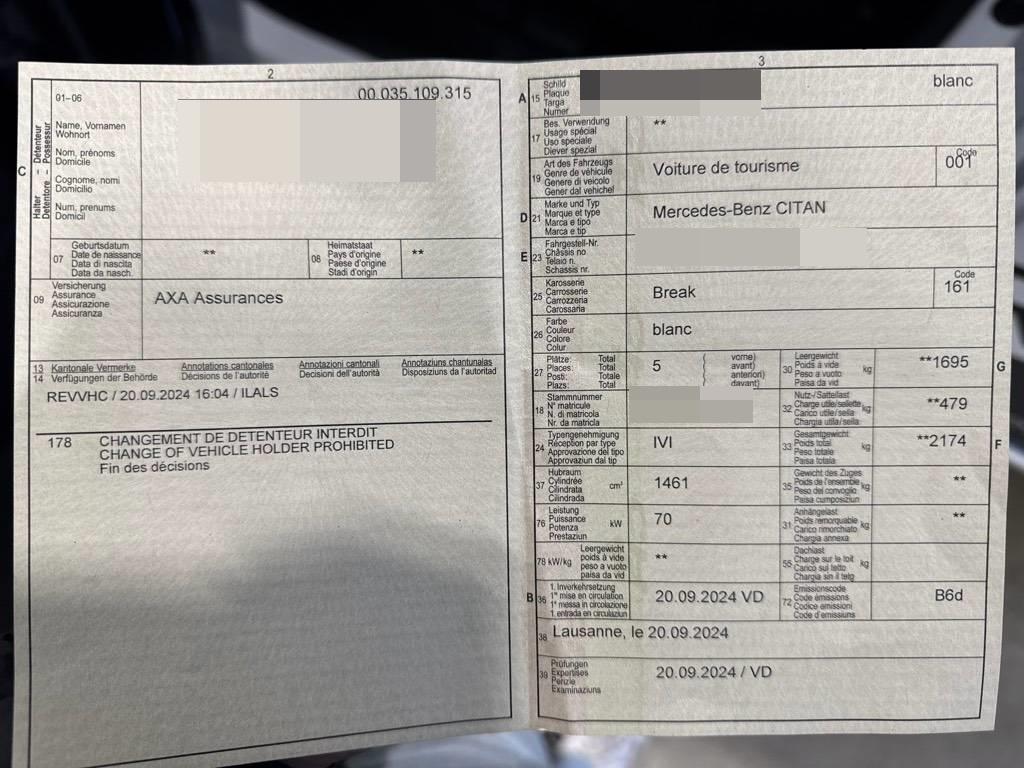 2
00.035.109.315
01–06
Name, Vornamen
Wohnort
Nom, prénoms
Domicile
Cognome, nomi
Domicilio
Num, prenums
Domicil
C
Halter – Détenteur
Detentore – Possessur
07
Geburtsdatum
Date de naissance
Data di nascita
Data da nasch.
**
08
Heimatstaat
Pays d'origine
Paese d'origine
Stadi d'origin
**
09
Versicherung
Assurance
Assicurazione
Assicuranza
AXA Assurances
13 Kantonale Vermerke Annotations cantonales Annotazioni cantonali Annotaziuns chantunalas
14 Verfügungen der Behörde Décisions de l'autorité Decisioni dell'autorità Disposiziuns da l'autoritad
REVVHC / 20.09.2024 16:04 / ILALS
178 CHANGEMENT DE DETENTEUR INTERDIT
CHANGE OF VEHICLE HOLDER PROHIBITED
Fin des décisions
3
A 15
Schild
Plaque
Targa
Numer
blanc
17
Bes. Verwendung
Usage spécial
Uso speciale
Diever spezial
**
19
Art des Fahrzeugs
Genre de véhicule
Genere di veicolo
Gener dal vehichel
Voiture de tourisme
Code
001
D 21
Marke und Typ
Marque et type
Marca e tipo
Marca e tip
Mercedes-Benz CITAN
E 23
Fahrgestell-Nr.
Châssis no
Telaio n.
Schassis nr.
25
Karosserie
Carrosserie
Carrozzeria
Carossaria
Break
Code
161
26
Farbe
Couleur
Colore
Colur
blanc
27
Plätze: Total
Places: Total
Posti: Totale
Plazs: Total
5
vorne)
avant)
anteriori)
davant)
30
Leergewicht
Poids à vide
Peso a vuoto
Paisa da vid
kg
**1695
G
18
Stammnummer
N° matricule
N. di matricola
Nr. da matricla
32
Nutz-/Sattellast
Charge utile/sellette
Carico utile/sella
Chargia utila/sella
kg
**479
24
Typengenehmigung
Réception par type
Approvazione del tipo
Approvaziun dal tip
IVI
33
Gesamtgewicht
Poids total
Peso totale
Paisa totala
kg
**2174
F
37
Hubraum
Cylindrée
Cilindrata
Cilindrada
cm³
1461
35
Gewicht des Zuges
Poids de l'ensemble
Peso del convoglio
Paisa cumposiziun
kg
**
76
Leistung
Puissance
Potenza
Prestaziun
kW
70
31
Anhängelast
Poids remorquable
Carico rimorchiato
Chargia annexa
kg
**
78 kW/kg
Leergewicht
poids à vide
peso a vuoto
paisa da vid
**
55
Dachlast
Charge sur le toit
Carico sul tetto
Chargia sin il tetg
kg
B 36
1. Inverkehrsetzung
1re mise en circulation
1a messa in circolazione
1. entrada en circulaziun
20.09.2024 VD
72
Emissionscode
Code émissions
Codice emissioni
Code d'emissiuns
B6d
38
Lausanne, le 20.09.2024
39
Prüfungen
Expertises
Perizie
Examinaziuns
20.09.2024 / VD